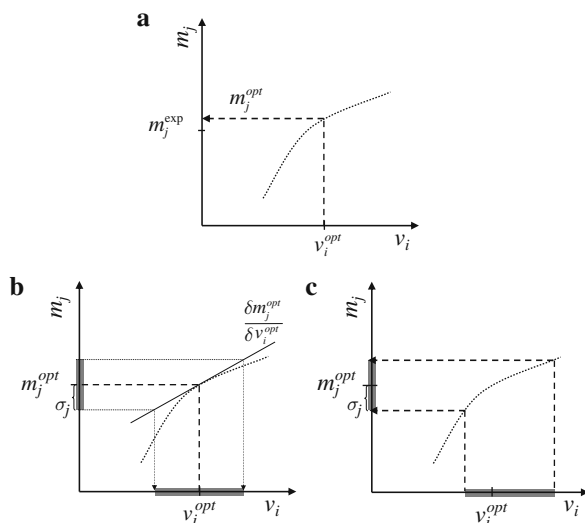 a
m_j
m_j^opt
m_j^exp
v_i^opt
v_i
b
m_j
δm_j^opt
δv_i^opt
m_j^opt
σ_j
v_i^opt
v_i
c
m_j
m_j^opt
σ_j
v_i^opt
v_i